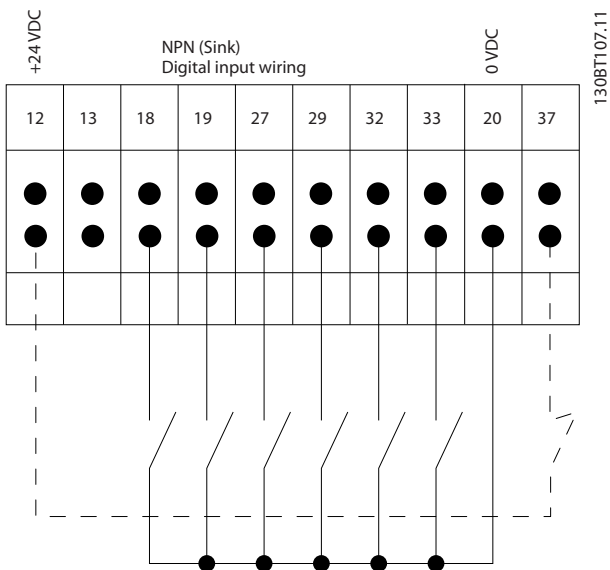 +24 VDC
NPN (Sink)
Digital input wiring
0 VDC
130BT107.11
12 13 18 19 27 29 32 33 20 37